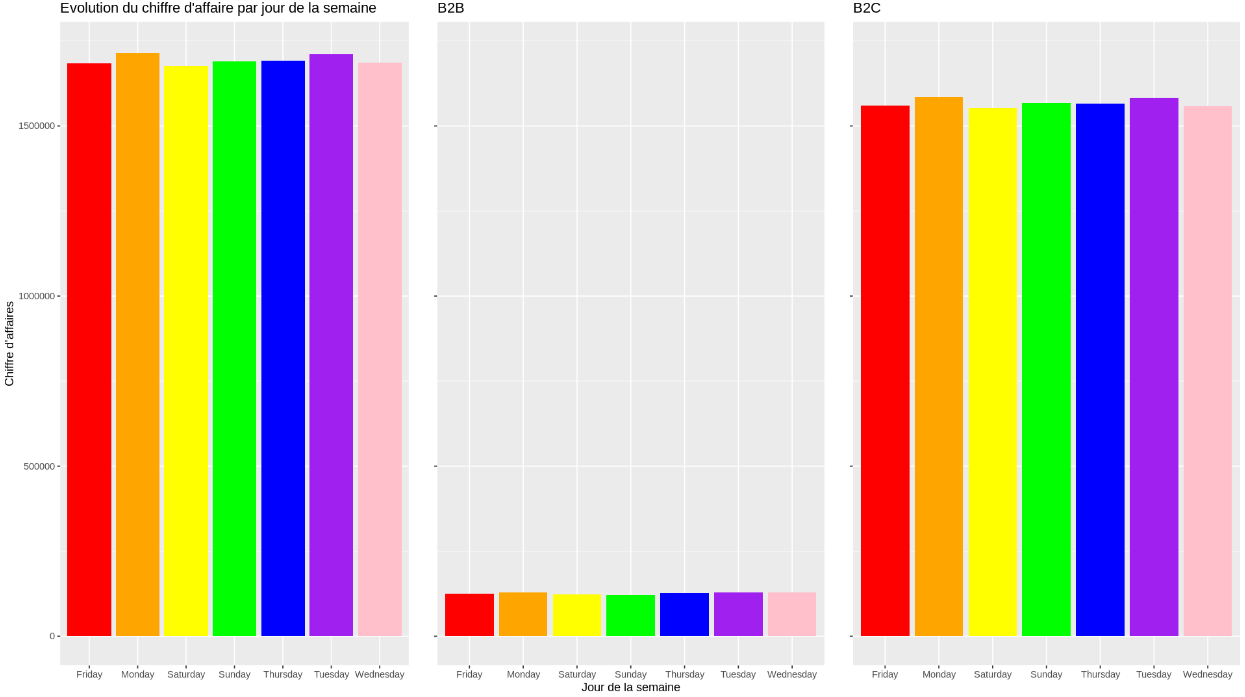 Evolution du chiffre d'affaire par jour de la semaine
B2B
B2C
Chiffre d'affaires
1500000
1000000
500000
0
Friday Monday Saturday Sunday Thursday Tuesday Wednesday
Friday Monday Saturday Sunday Thursday Tuesday Wednesday
Friday Monday Saturday Sunday Thursday Tuesday Wednesday
Jour de la semaine